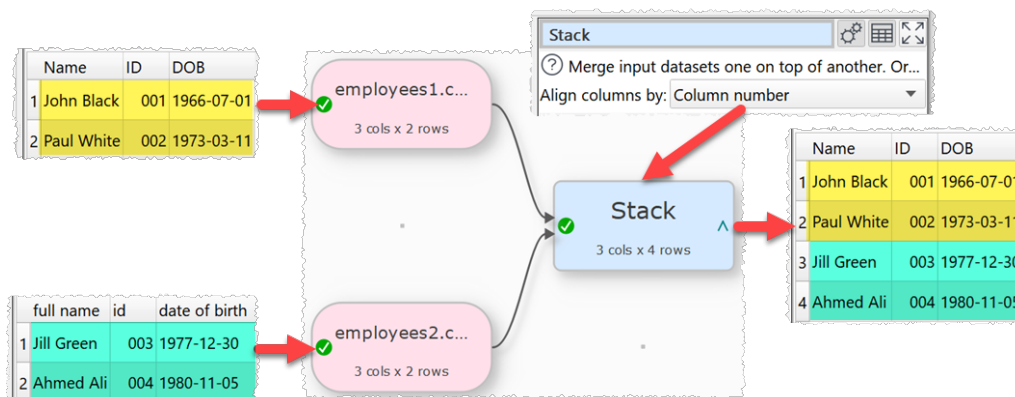 Name ID DOB
1 John Black 001 1966-07-01
2 Paul White 002 1973-03-11
employees1.c...
3 cols x 2 rows
Stack
Merge input datasets one on top of another. Or...
Align columns by: Column number
Stack
3 cols x 4 rows
Name ID DOB
1 John Black 001 1966-07-01
2 Paul White 002 1973-03-11
3 Jill Green 003 1977-12-30
4 Ahmed Ali 004 1980-11-05
full name id date of birth
1 Jill Green 003 1977-12-30
2 Ahmed Ali 004 1980-11-05
employees2.c...
3 cols x 2 rows